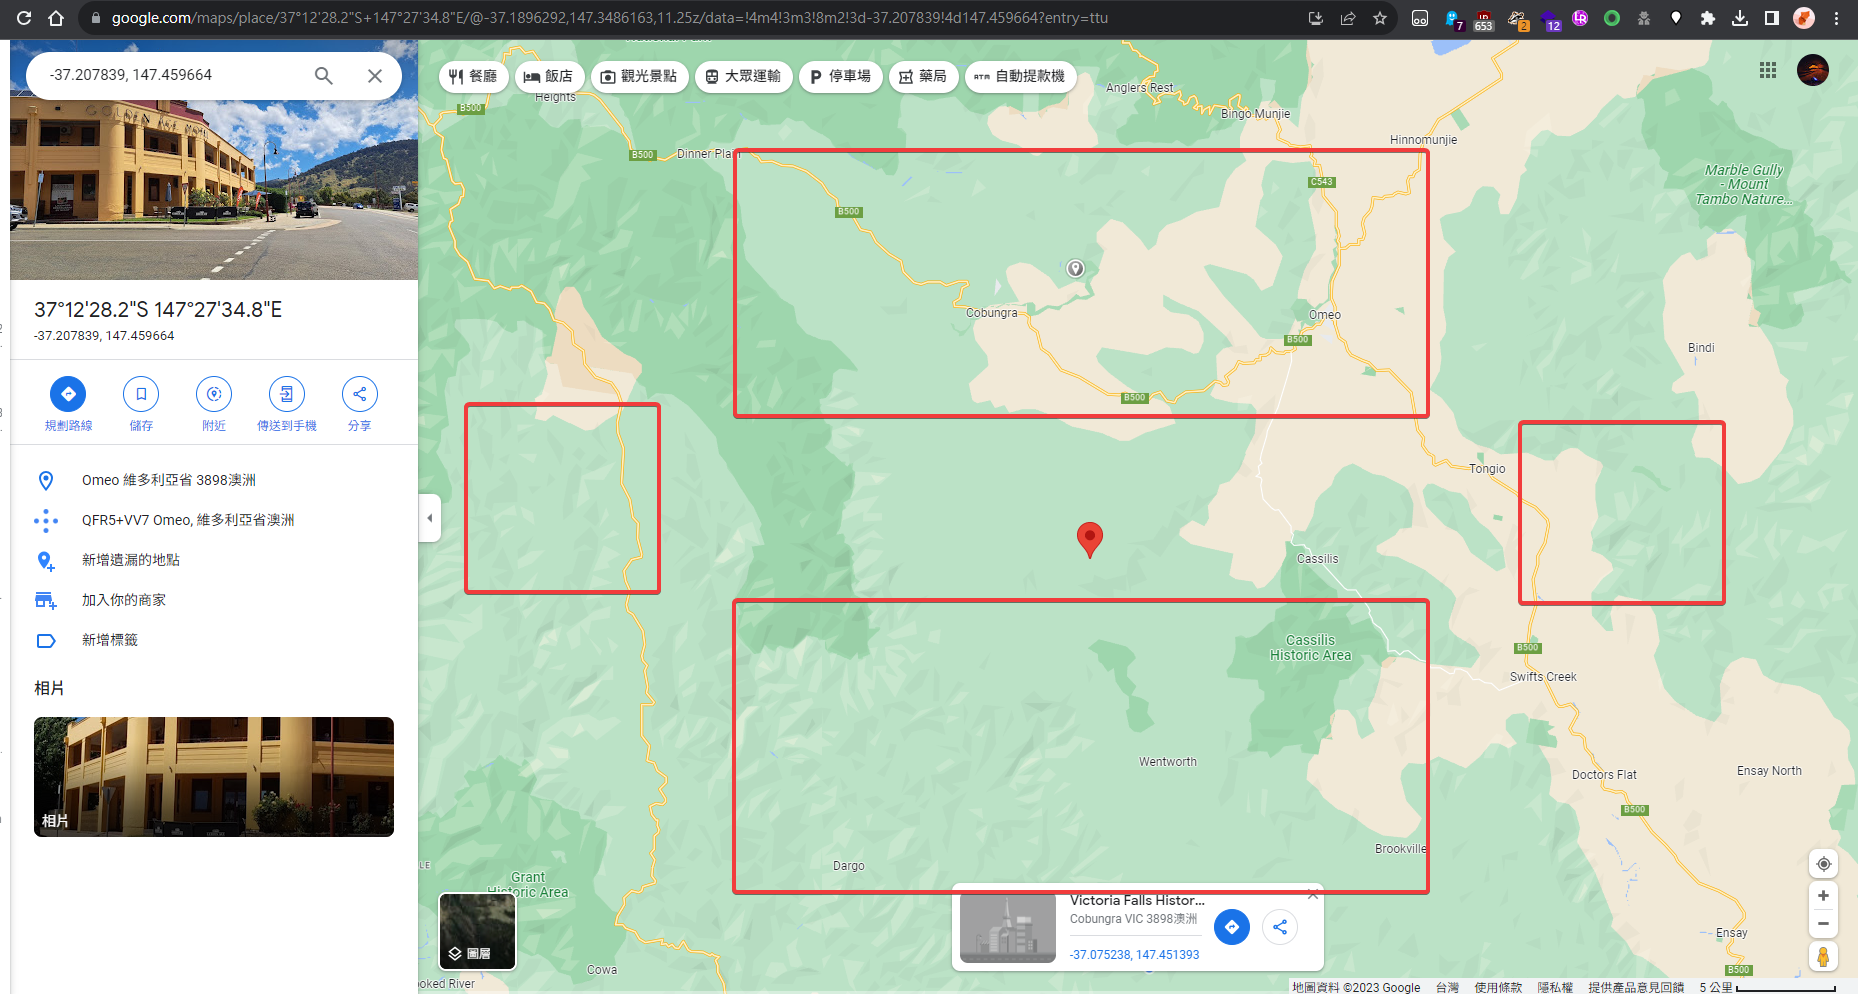 google.com/maps/place/37°12'28.2"S+147°27'34.8"E/@-37.1896292,147.3486163,11.25z/data=!4m4!3m3!8m2!3d-37.207839!4d147.459664?entry=ttu
7
653
2
12
-37.207839, 147.459664
餐廳
飯店
觀光景點
大眾運輸
停車場
藥局
ATM 自動提款機
37°12'28.2"S 147°27'34.8"E
-37.207839, 147.459664
規劃路線
儲存
附近
傳送到手機
分享
Omeo 維多利亞省 3898澳洲
QFR5+VV7 Omeo, 維多利亞省澳洲
新增遺漏的地點
加入你的商家
新增標籤
相片
相片
Heights
B500
B500
Dinner Plain
Anglers Rest
Bingo Munjie
Hinnomunjie
C543
Marble Gully
- Mount
Tambo Nature...
B500
Cobungra
Omeo
B500
Bindi
B500
Tongio
Cassilis
Cassilis
Historic Area
B500
Swifts Creek
Wentworth
Doctors Flat
Ensay North
B500
Brookville
Dargo
Grant
Historic Area
Ensay
B500
Cowa
oked River
圖層
Victoria Falls Histor...
Cobungra VIC 3898澳洲
-37.075238, 147.451393
地圖資料 ©2023 Google
台灣
使用條款
隱私權
提供產品意見回饋
5 公里